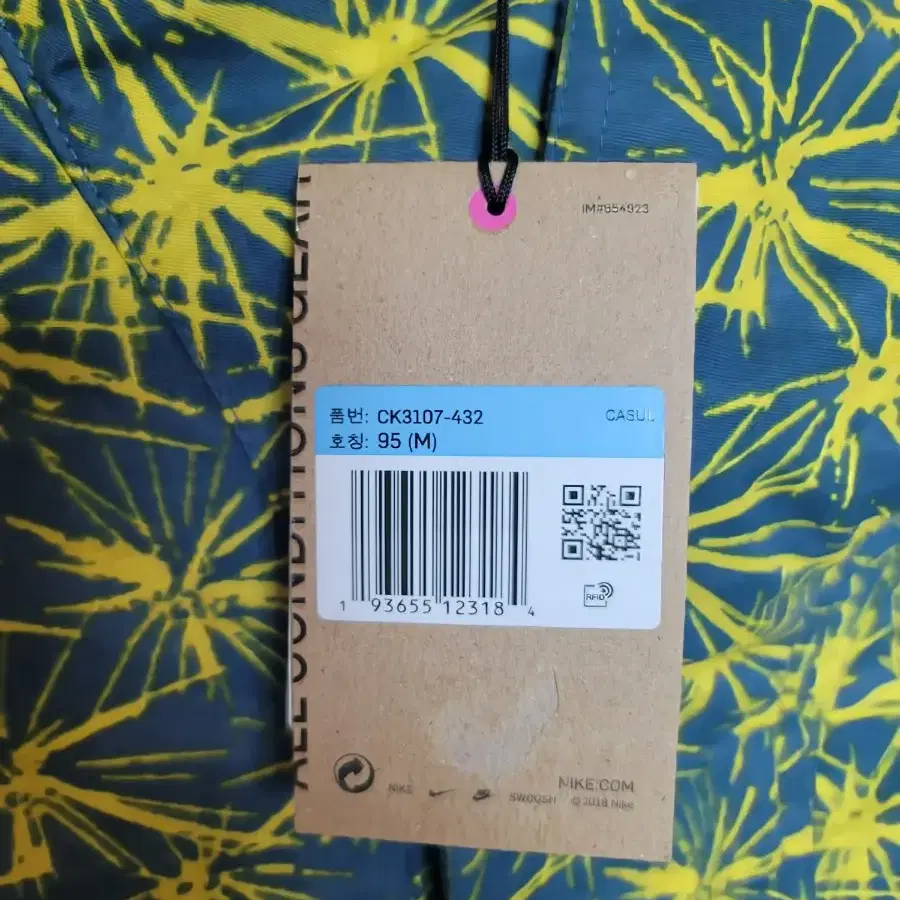 IM#854923
ALL CONDITIONS GEAR
품번: CK3107-432
CASUL
호칭: 95 (M)
1 93655 12318 4
RFID
NIKE.COM
NIKE
SWOOSH © 2018 Nike